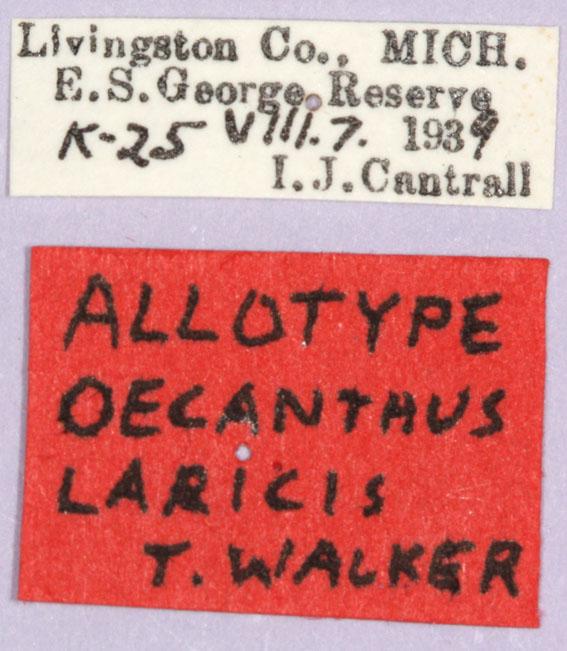 Livingston Co., MICH.
E.S.George Reserve
K-25 VIII.7. 1939
I.J.Cantrall
ALLOTYPE
OECANTHUS
LARICIS
T. WALKER